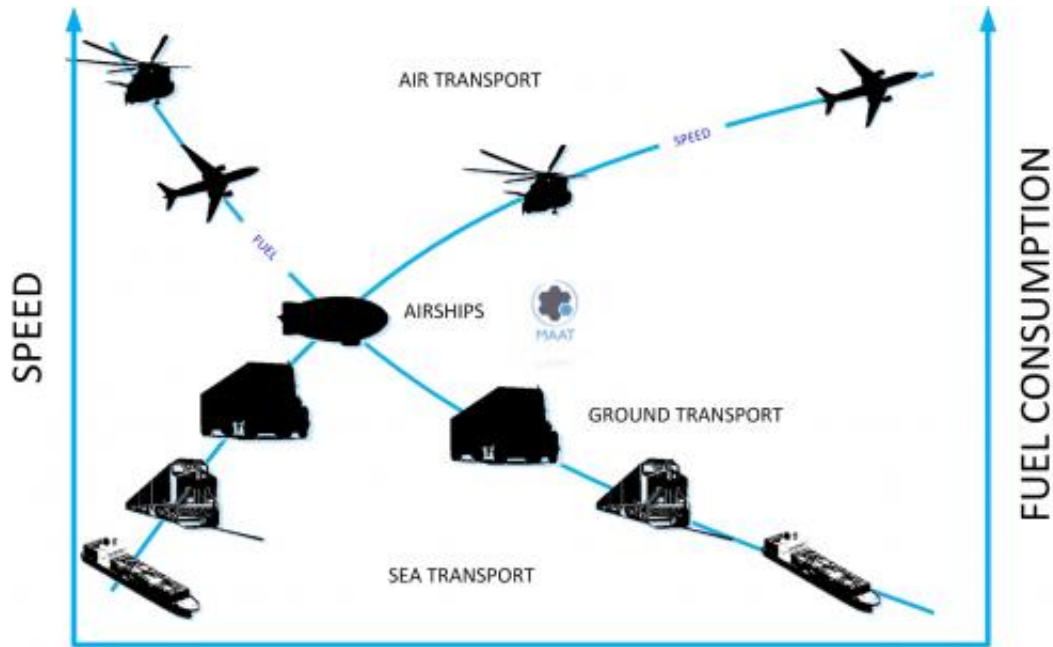 AIR TRANSPORT
SPEED
FUEL
SPEED
AIRSHIPS
MAAT
GROUND TRANSPORT
SEA TRANSPORT
FUEL CONSUMPTION